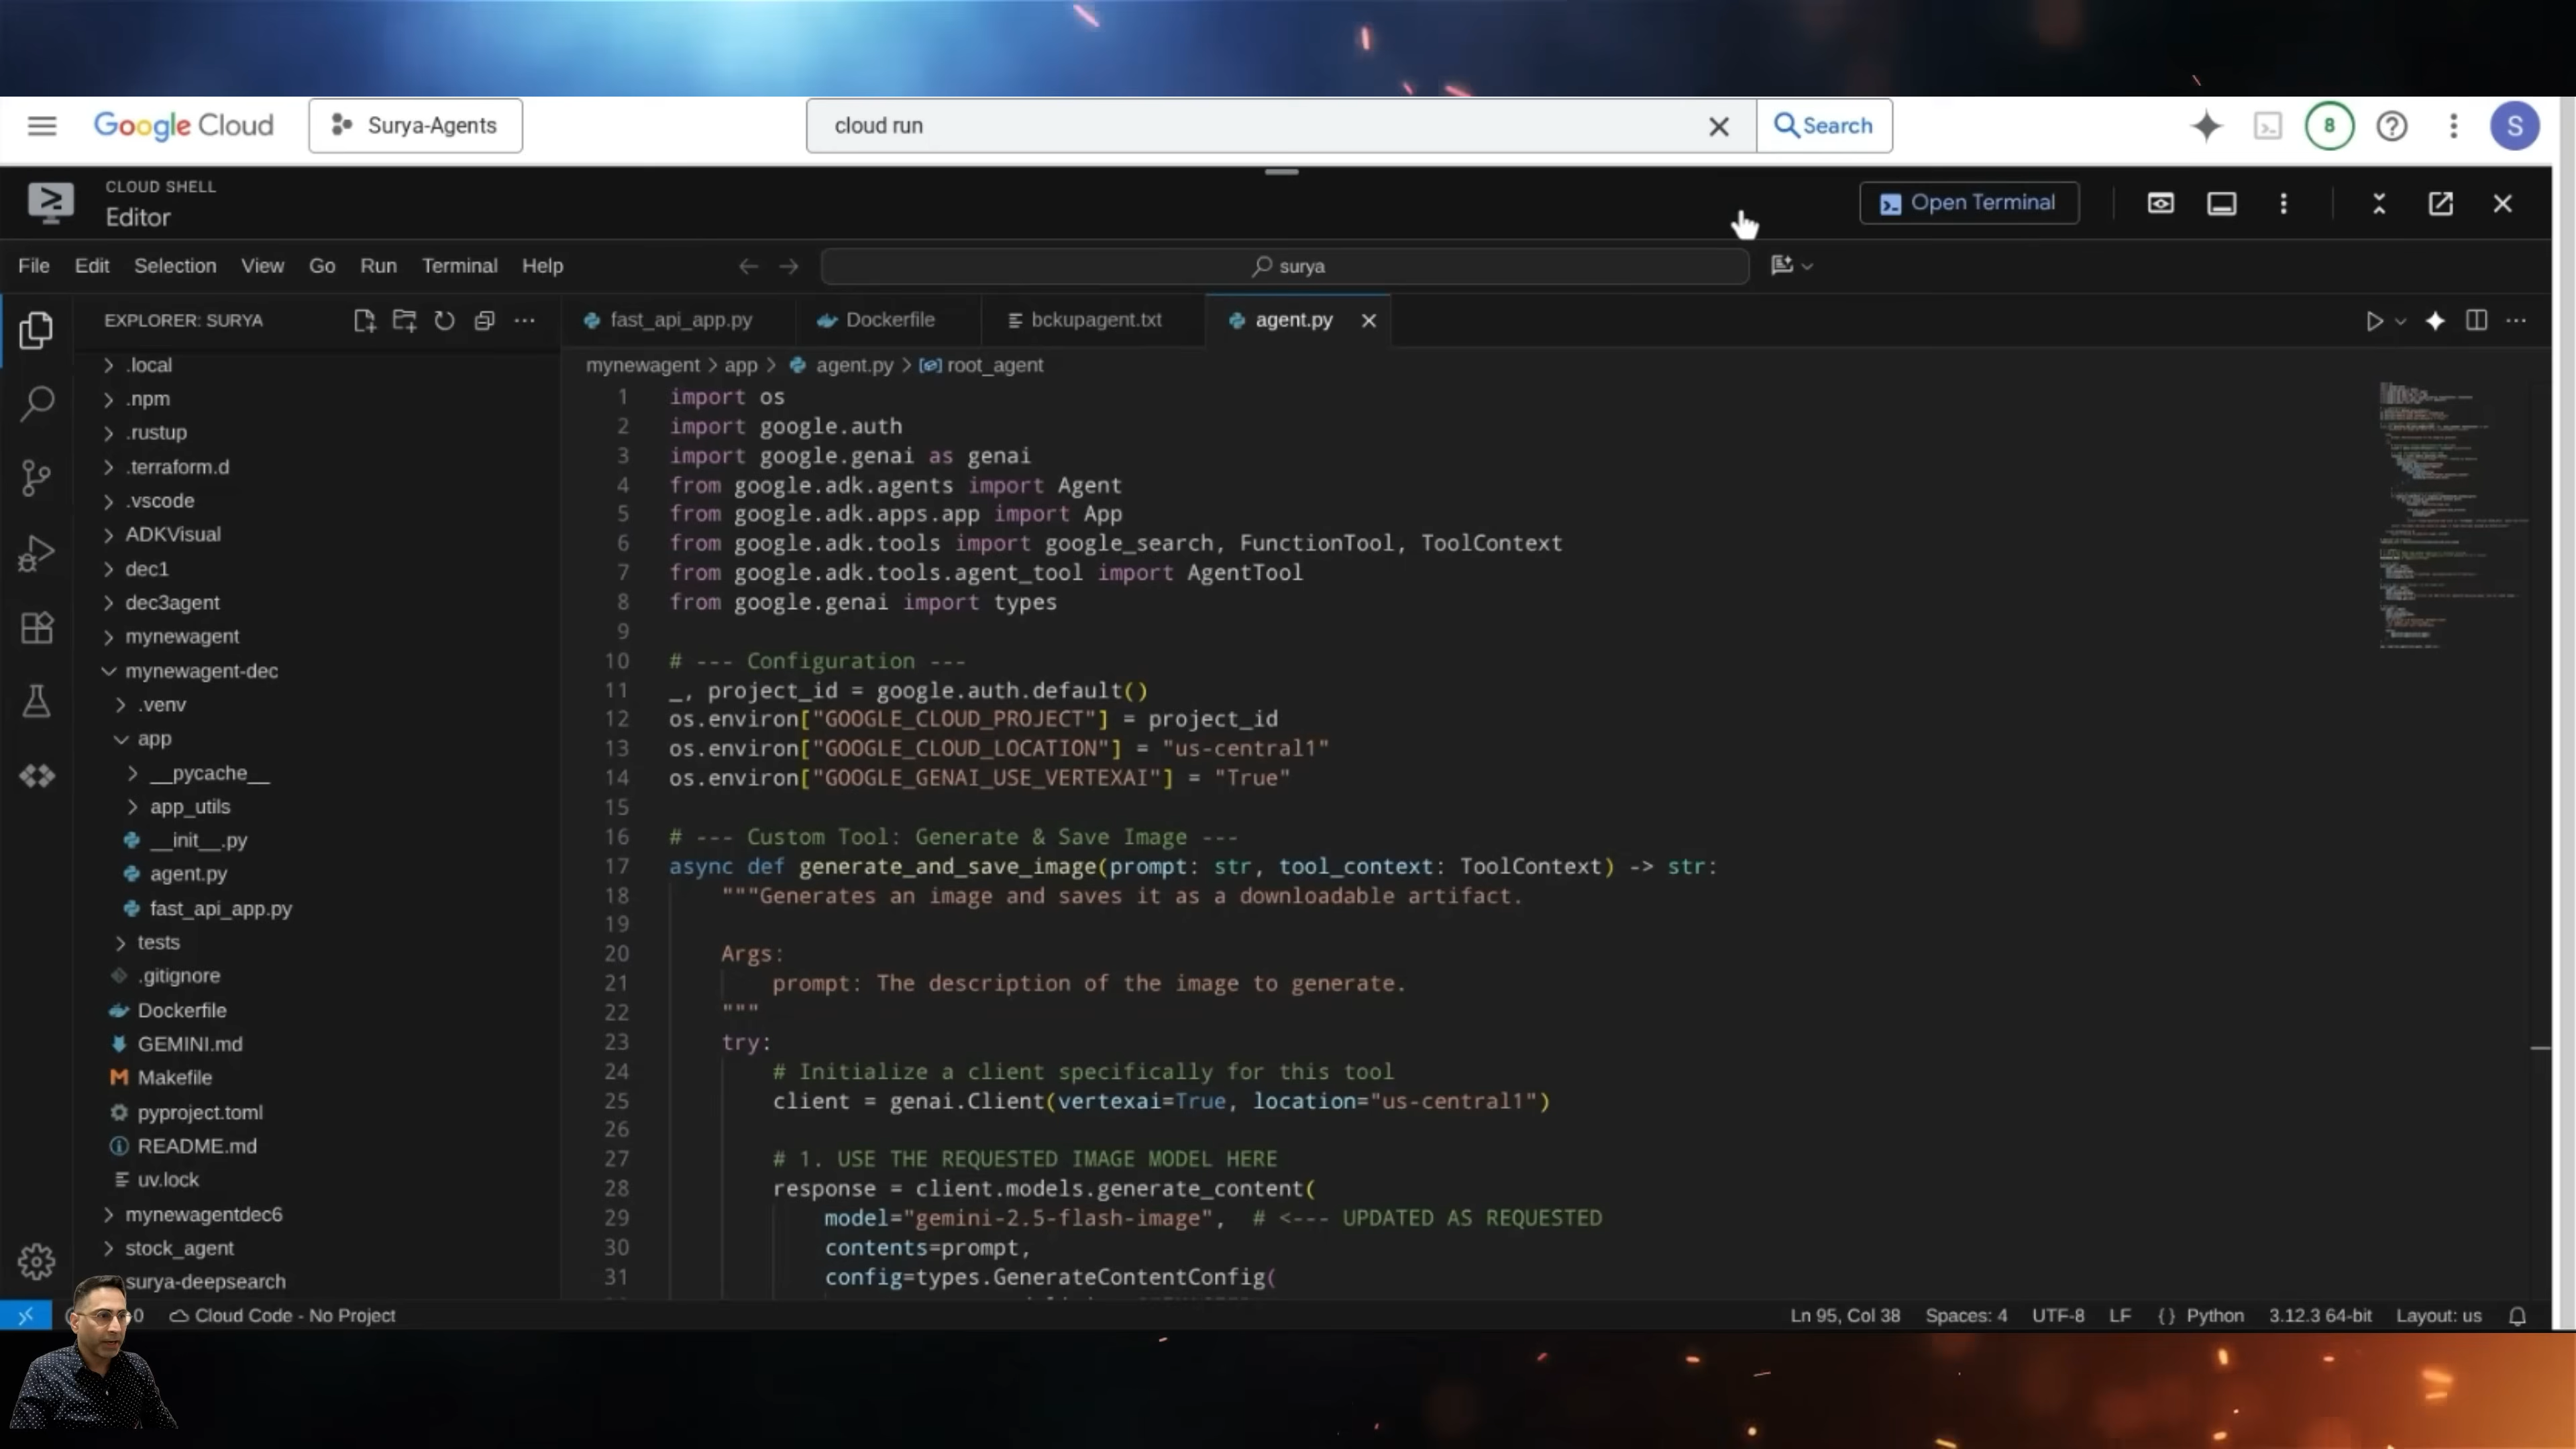 Google Cloud
Surya-Agents
cloud run
Search
8
S
CLOUD SHELL
Editor
Open Terminal
File Edit Selection View Go Run Terminal Help
surya
EXPLORER: SURYA
fast_api_app.py
Dockerfile
bckupagent.txt
agent.py
.local
.npm
.rustup
.terraform.d
.vscode
ADKVisual
dec1
dec3agent
mynewagent
mynewagent-dec
.venv
app
__pycache__
app_utils
__init__.py
agent.py
fast_api_app.py
tests
.gitignore
Dockerfile
GEMINI.md
Makefile
pyproject.toml
README.md
uv.lock
mynewagentdec6
stock_agent
surya-deepsearch
mynewagent > app > agent.py > root_agent
1 import os
2 import google.auth
3 import google.genai as genai
4 from google.adk.agents import Agent
5 from google.adk.apps.app import App
6 from google.adk.tools import google_search, FunctionTool, ToolContext
7 from google.adk.tools.agent_tool import AgentTool
8 from google.genai import types
9
10 # --- Configuration ---
11 _, project_id = google.auth.default()
12 os.environ["GOOGLE_CLOUD_PROJECT"] = project_id
13 os.environ["GOOGLE_CLOUD_LOCATION"] = "us-central1"
14 os.environ["GOOGLE_GENAI_USE_VERTEXAI"] = "True"
15
16 # --- Custom Tool: Generate & Save Image ---
17 async def generate_and_save_image(prompt: str, tool_context: ToolContext) -> str:
18 """Generates an image and saves it as a downloadable artifact.
19
20 Args:
21 prompt: The description of the image to generate.
22 """
23 try:
24 # Initialize a client specifically for this tool
25 client = genai.Client(vertexai=True, location="us-central1")
26
27 # 1. USE THE REQUESTED IMAGE MODEL HERE
28 response = client.models.generate_content(
29 model="gemini-2.5-flash-image", # <--- UPDATED AS REQUESTED
30 contents=prompt,
31 config=types.GenerateContentConfig(
0 Cloud Code - No Project
Ln 95, Col 38 Spaces: 4 UTF-8 LF {} Python 3.12.3 64-bit Layout: us